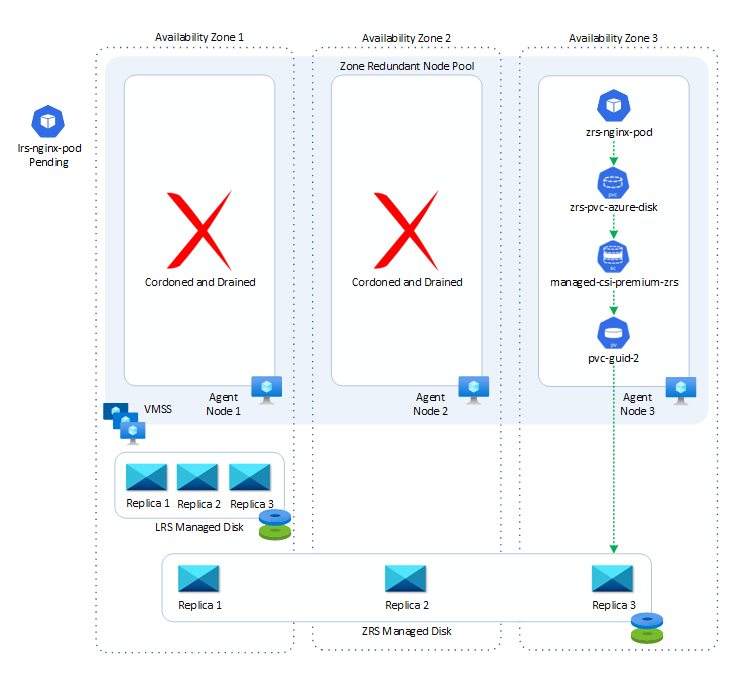 Availability Zone 1
Availability Zone 2
Availability Zone 3
Zone Redundant Node Pool
lrs-nginx-pod
Pending
zrs-nginx-pod
pvc
zrs-pvc-azure-disk
Cordoned and Drained
Cordoned and Drained
sc
managed-csi-premium-zrs
pv
pvc-guid-2
Agent
Node 1
Agent
Node 2
Agent
Node 3
VMSS
Replica 1
Replica 2
Replica 3
LRS Managed Disk
Replica 1
Replica 2
Replica 3
ZRS Managed Disk